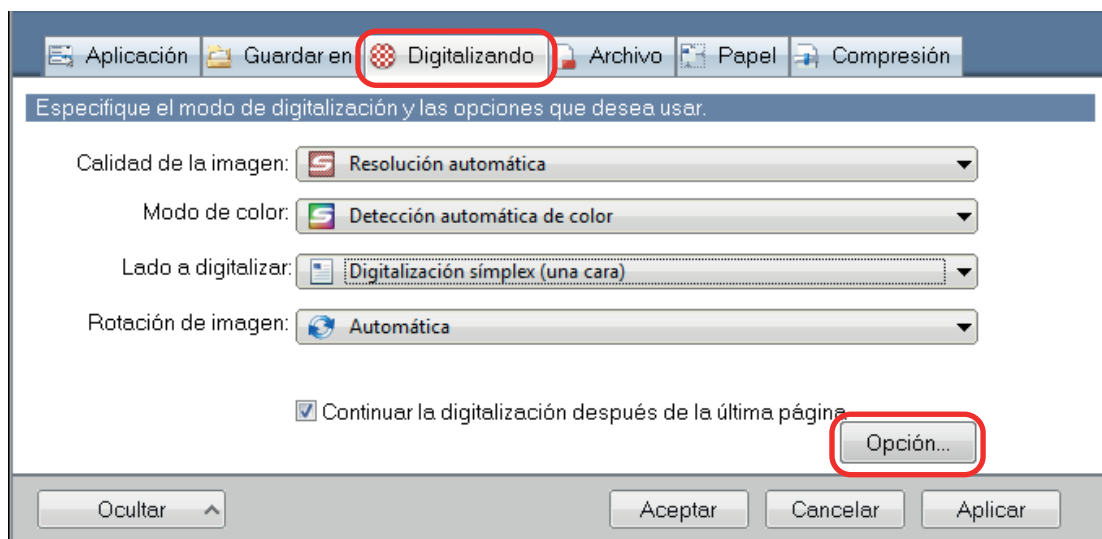 Aplicación Guardar en Digitalizando Archivo Papel Compresión
Especifique el modo de digitalización y las opciones que desea usar.
Calidad de la imagen: Resolución automática
Modo de color: Detección automática de color
Lado a digitalizar: Digitalización símplex (una cara)
Rotación de imagen: Automática
Continuar la digitalización después de la última página
Opción...
Ocultar Aceptar Cancelar Aplicar